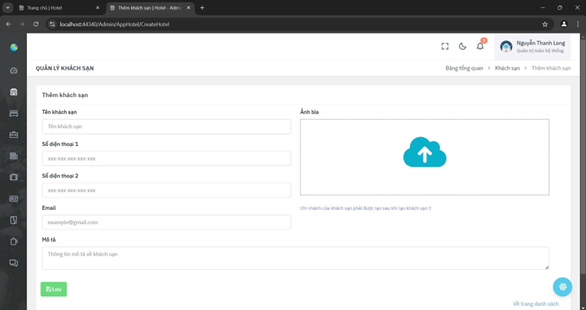 Trang chủ | Hotel
Thêm khách sạn - Admi
localhost:44340/Admin/AppHotel/CreateHotel
Nguyễn Thanh Long
Quản trị toàn hệ thống
QUẢN LÝ KHÁCH SẠN
Bảng tổng quan > Khách sạn > Thêm khách sạn
Thêm khách sạn
Tên khách sạn
Tên khách sạn
Số điện thoại 1
xxx-xxx-xxx-xxx-xxx
Số điện thoại 2
xxx-xxx-xxx-xxx-xxx
Email
example@gmail.com
Ảnh bìa
Chi nhánh của khách sạn phải được tạo sau khi tạo khách sạn !!
Mô tả
Thông tin mô tả về khách sạn
Lưu
Về trang danh sách